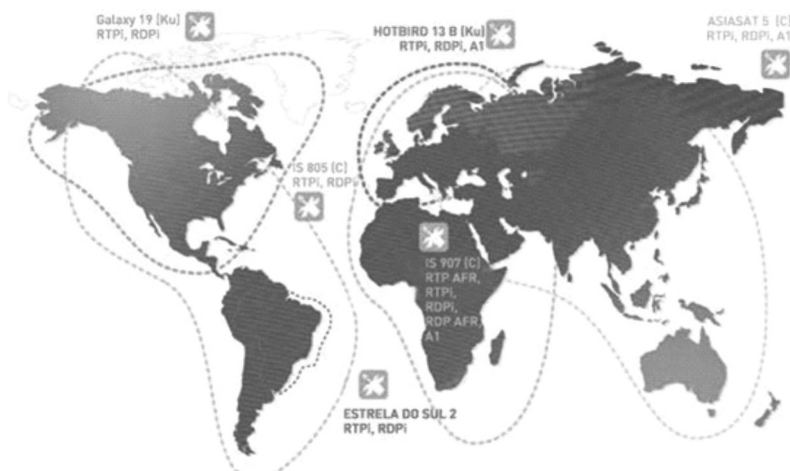 Galaxy 19 [Ku]
RTPi, RDPi
HOTBIRD 13 B [Ku]
RTPi, RDPi, A1
ASIASAT 5 [C]
RTPi, RDPi, A1
IS 805 [C]
RTPi, RDPi
IS 907 [C]
RTP AFR,
RTPi,
RDPi,
RDP AFR,
A1
ESTRELA DO SUL 2
RTPi, RDPi